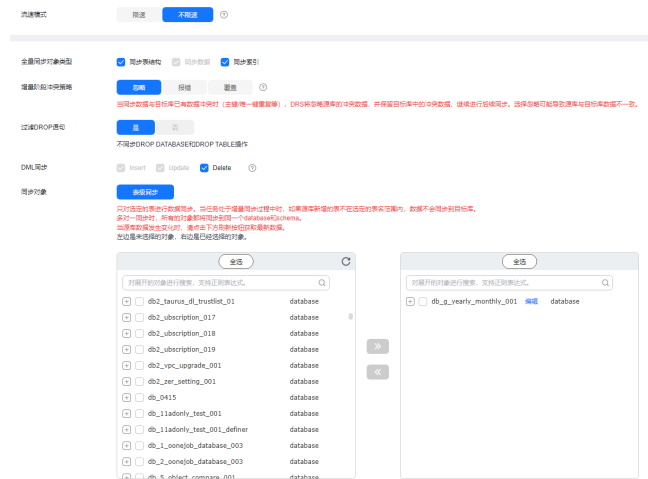 流速模式 限速 不限速
全量同步对象类型 同步表结构 同步数据 同步索引
增量阶段冲突策略 忽略 报错 覆盖
当同步数据与目标库已有数据冲突时（主键/唯一键重复等），DRS将忽略源库的冲突数据，并保留目标库中的冲突数据，继续进行后续同步。选择忽略可能导致源库与目标库数据不一致。
过滤DROP语句 是 否
不同步DROP DATABASE和DROP TABLE操作
DML同步 Insert Update Delete
同步对象 表级同步
只对选定的表进行数据同步。当任务处于增量同步过程中时，如果源库新增的表不在选定的表名范围内，数据不会同步到目标库。
多对一同步时，所有的对象都将同步到同一个database和schema。
当源数据发生变化时，请点击下方刷新按钮获取最新数据。
左边是未选择的对象，右边是已经选择的对象。
全选
对展开的对象进行搜索，支持正则表达式。
db2_taurus_dl_trustlist_01 database
db2_ubscription_017 database
db2_ubscription_018 database
db2_ubscription_019 database
db2_vpc_upgrade_001 database
db2_zer_setting_001 database
db_0415 database
db_11adonly_test_001 database
db_11adonly_test_001_definer database
db_1_oonejob_database_003 database
db_2_oonejob_database_003 database
db_5_object_compare_001 database
全选
对展开的对象进行搜索，支持正则表达式。
db_g_yearly_monthly_001 编辑 database